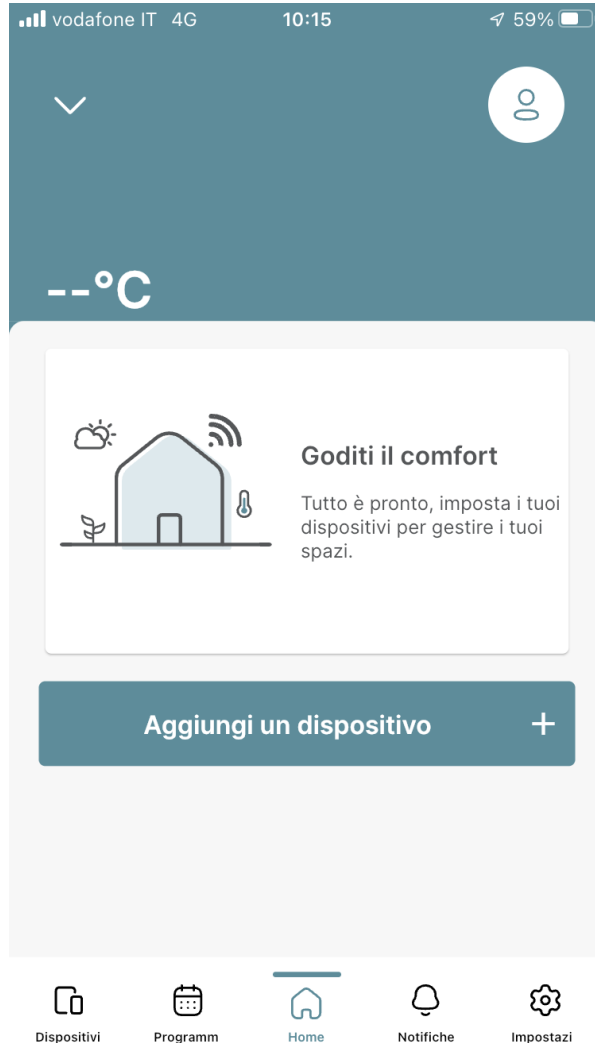 vodafone IT 4G 10:15 59%
--°C
Goditi il comfort
Tutto è pronto, imposta i tuoi
dispositivi per gestire i tuoi
spazi.
Aggiungi un dispositivo +
Dispositivi Programm Home Notifiche Impostazi